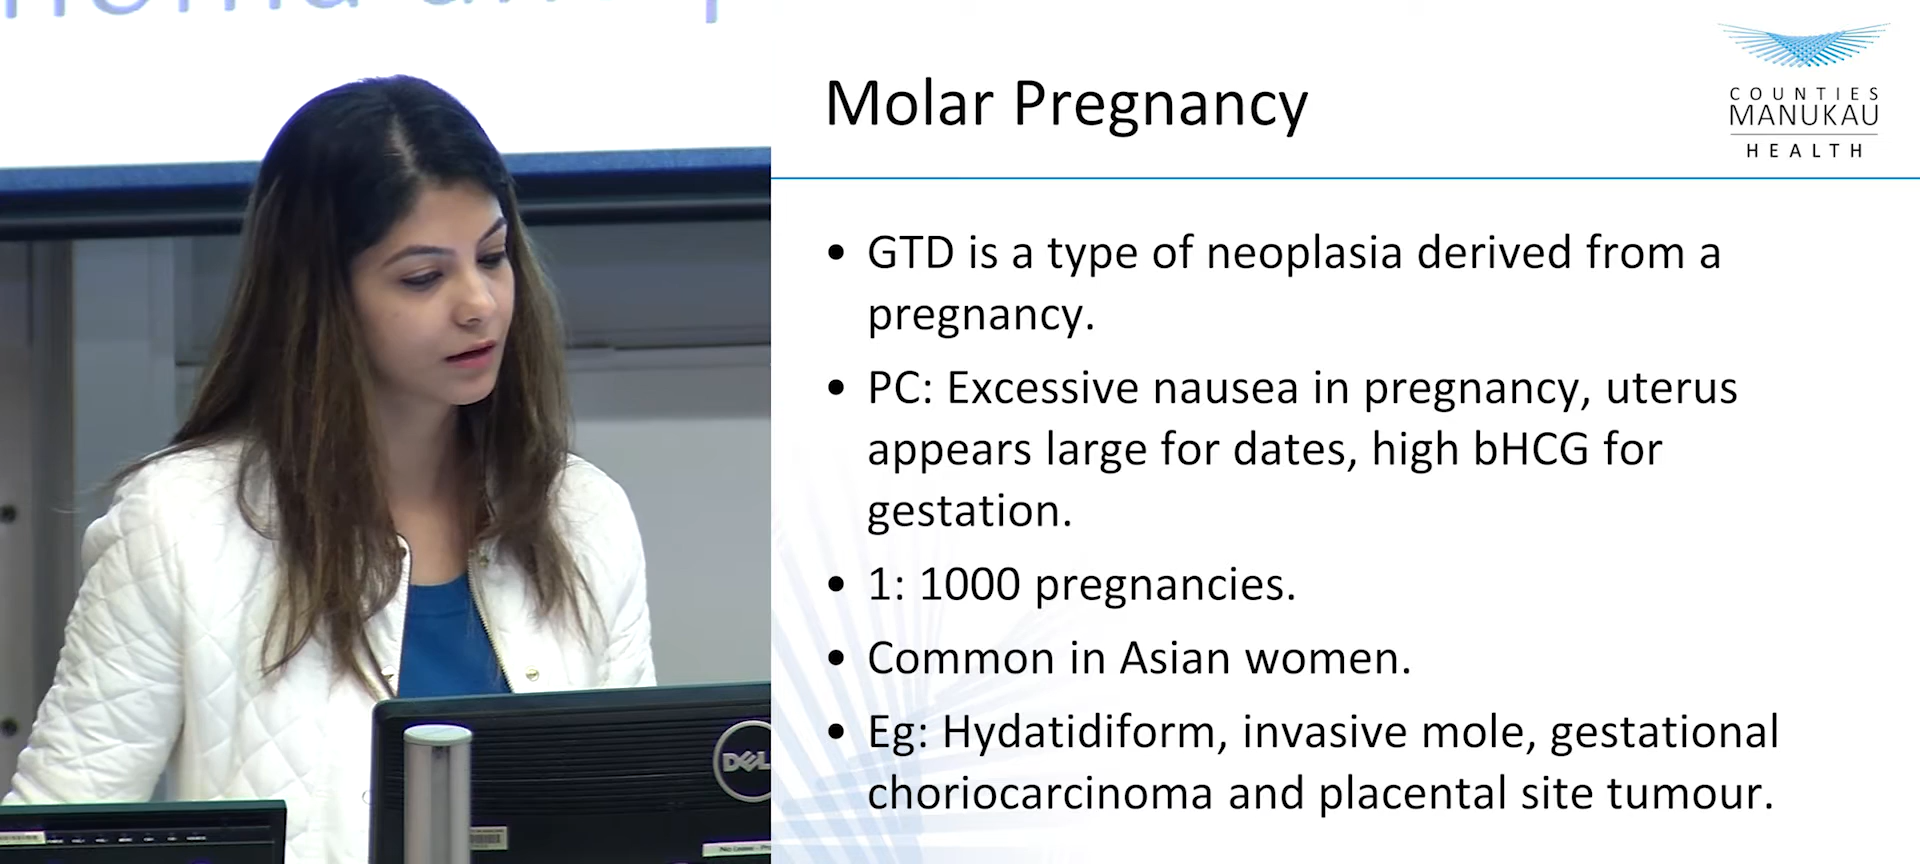 COUNTIES
MANUKAU
HEALTH
Molar Pregnancy
• GTD is a type of neoplasia derived from a
pregnancy.
• PC: Excessive nausea in pregnancy, uterus
appears large for dates, high bHCG for
gestation.
• 1: 1000 pregnancies.
• Common in Asian women.
• Eg: Hydatidiform, invasive mole, gestational
choriocarcinoma and placental site tumour.
DELL